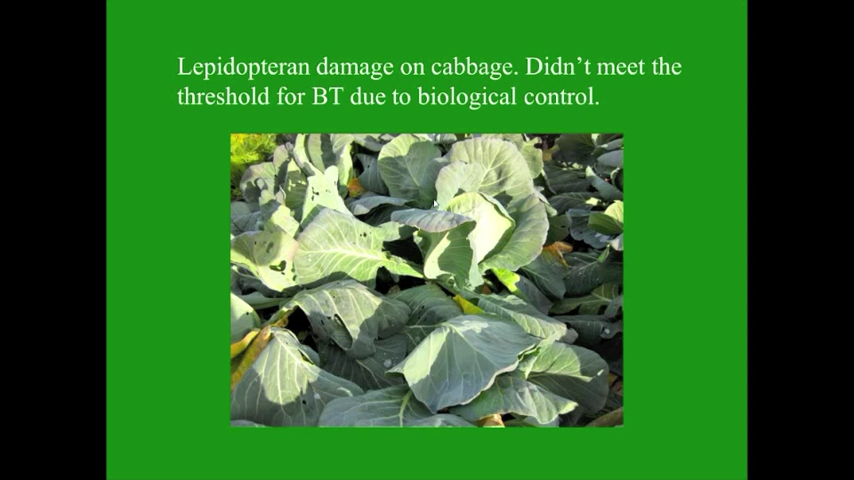 Lepidopteran damage on cabbage. Didn’t meet the
threshold for BT due to biological control.